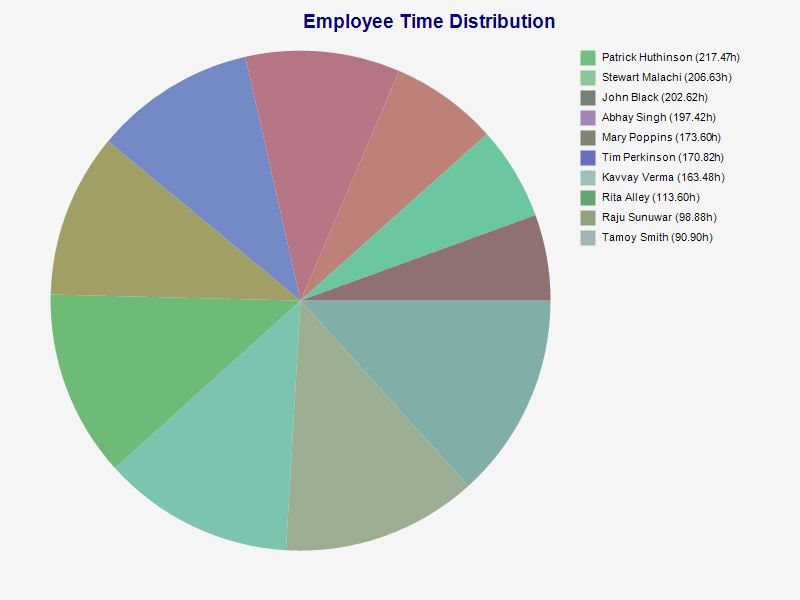 Employee Time Distribution
Patrick Huthinson (217.47h)
Stewart Malachi (206.63h)
John Black (202.62h)
Abhay Singh (197.42h)
Mary Poppins (173.60h)
Tim Perkinson (170.82h)
Kavvay Verma (163.48h)
Rita Alley (113.60h)
Raju Sunuwar (98.88h)
Tamoy Smith (90.90h)